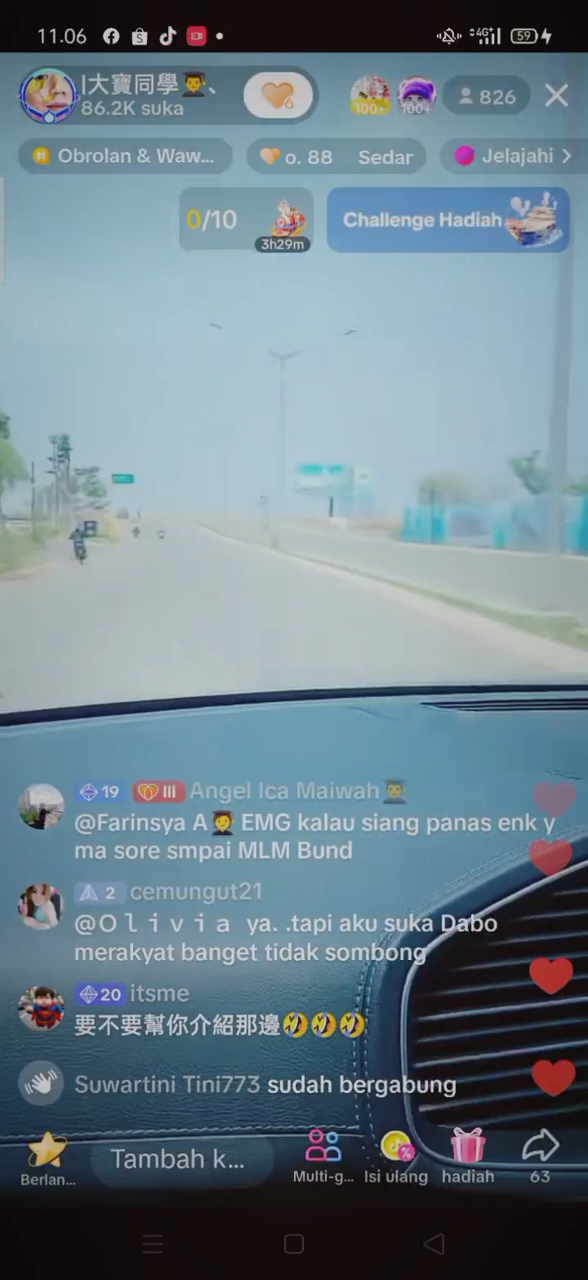 11.06
4G+
59
|大寶同學👨‍🎓、
86.2K suka
6
100+
100+
826
Obrolan & Waw...
o. 88 Sedar
Jelajahi >
0/10
3h29m
Challenge Hadiah
19 III Angel Ica Maiwah👨‍🎓
@Farinsya A👩‍🎓 EMG kalau siang panas enk y
ma sore smpai MLM Bund
2 cemungut21
@O l i v i a ya. .tapi aku suka Dabo
merakyat banget tidak sombong
20 itsme
要不要幫你介紹那邊🤣🤣🤣
Suwartini Tini773 sudah bergabung
Berlan...
Tambah k...
Multi-g...
Isi ulang
hadiah
63